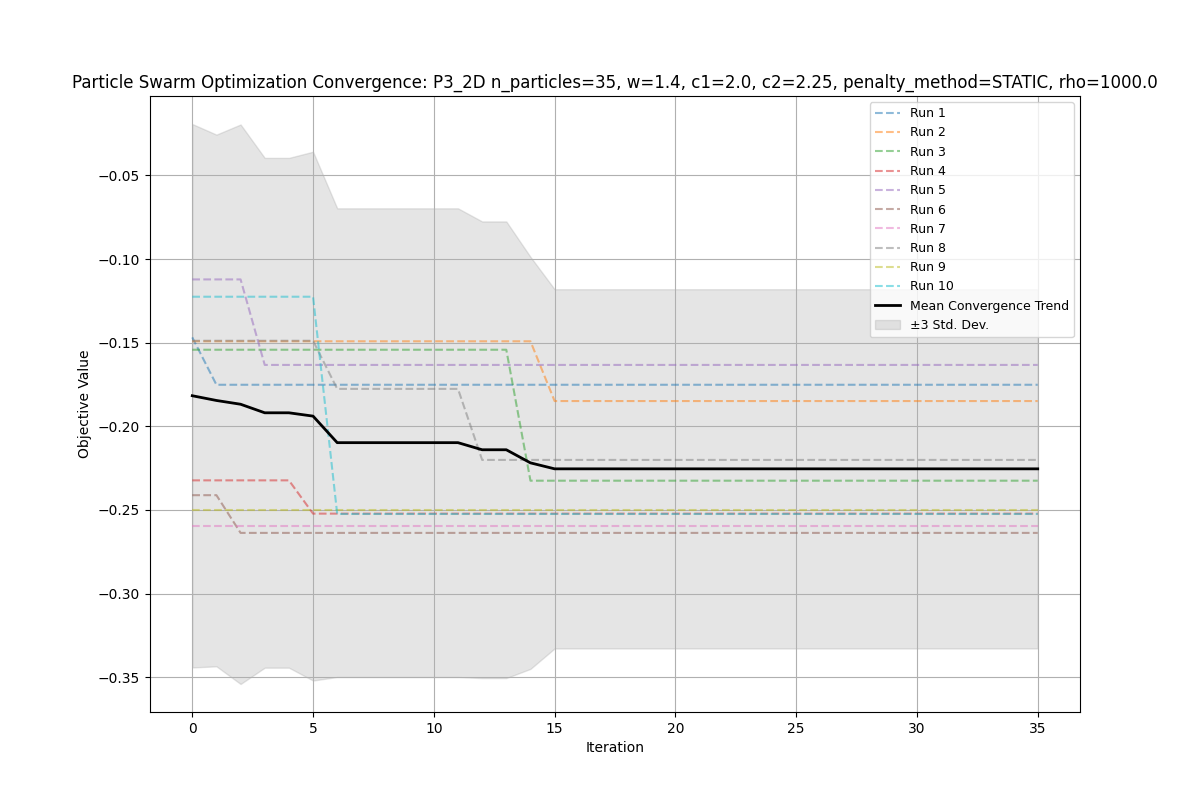 Particle Swarm Optimization Convergence: P3_2D n_particles=35, w=1.4, c1=2.0, c2=2.25, penalty_method=STATIC, rho=1000.0
Run 1
Run 2
Run 3
Run 4
Run 5
Run 6
Run 7
Run 8
Run 9
Run 10
Mean Convergence Trend
±3 Std. Dev.
Objective Value
−0.05
−0.10
−0.15
−0.20
−0.25
−0.30
−0.35
0 5 10 15 20 25 30 35
Iteration